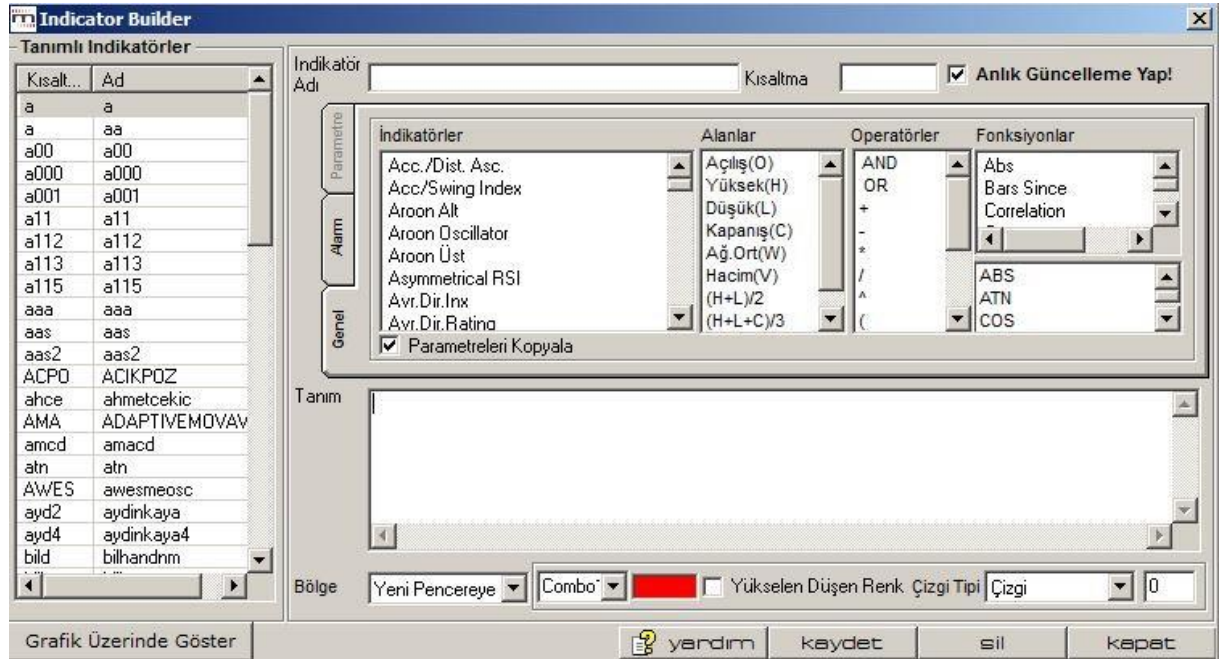 Indicator Builder
Tanımlı Indikatörler
Kısalt... Ad
a a
a aa
a00 a00
a000 a000
a001 a001
a11 a11
a112 a112
a113 a113
a115 a115
aaa aaa
aas aas
aas2 aas2
ACPO ACIKPOZ
ahce ahmetcekic
AMA ADAPTIVEMOVAV
amcd amacd
atn atn
AWES awesmeosc
ayd2 aydinkaya
ayd4 aydinkaya4
bild bilhandnm
Indikatör Adı
Kısaltma
Anlık Güncelleme Yap!
Parametre
Alarm
Genel
İndikatörler
Acc./Dist. Asc.
Acc/Swing Index
Aroon Alt
Aroon Oscillator
Aroon Üst
Asymmetrical RSI
Avr.Dir.Inx
Avr.Dir.Rating
Alanlar
Açılış(O)
Yüksek(H)
Düşük(L)
Kapanış(C)
Ağ.Ort(W)
Hacim(V)
(H+L)/2
(H+L+C)/3
Operatörler
AND
OR
+
-
*
/
^
(
Fonksiyonlar
Abs
Bars Since
Correlation
ABS
ATN
COS
Parametreleri Kopyala
Tanım
Bölge Yeni Pencereye Combo Yükselen Düşen Renk Çizgi Tipi Çizgi 0
Grafik Üzerinde Göster yardım kaydet sil kapat